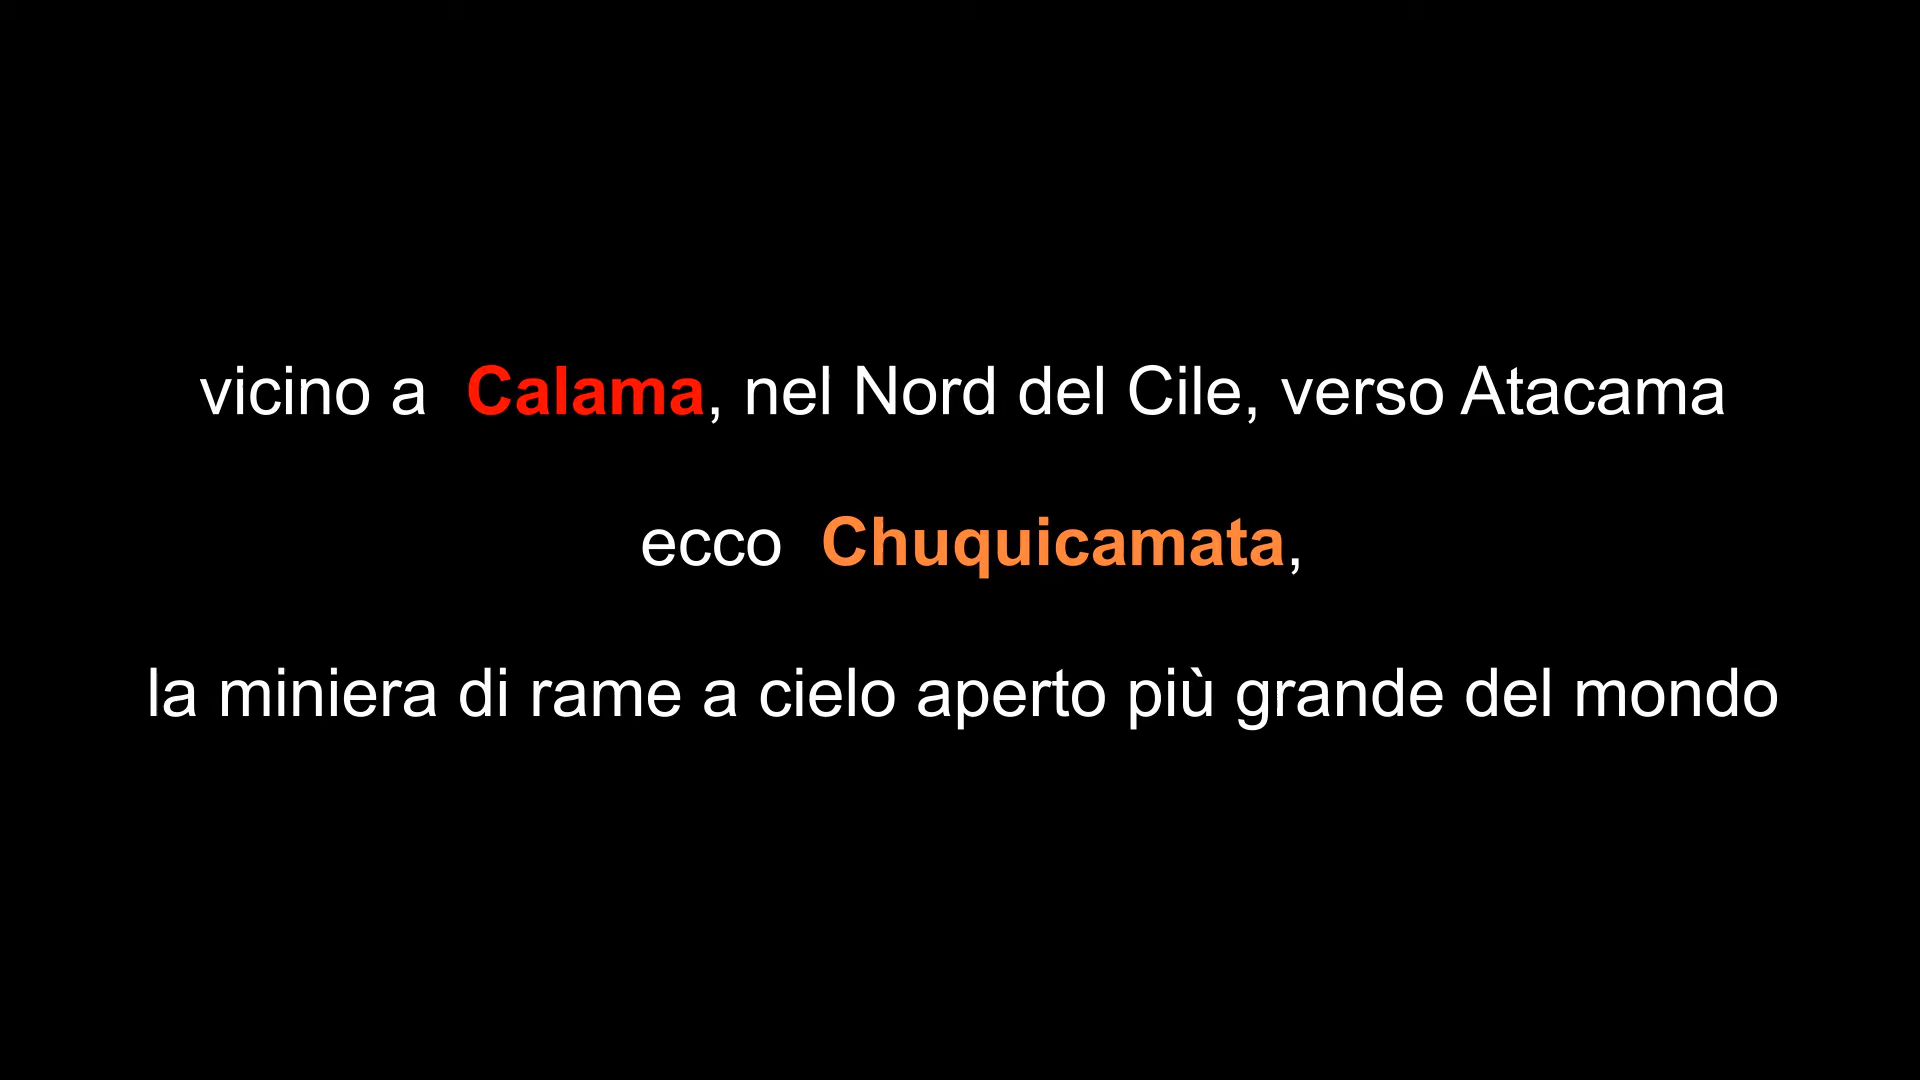 vicino a  Calama, nel Nord del Cile, verso Atacama
ecco  Chuquicamata,
la miniera di rame a cielo aperto più grande del mondo